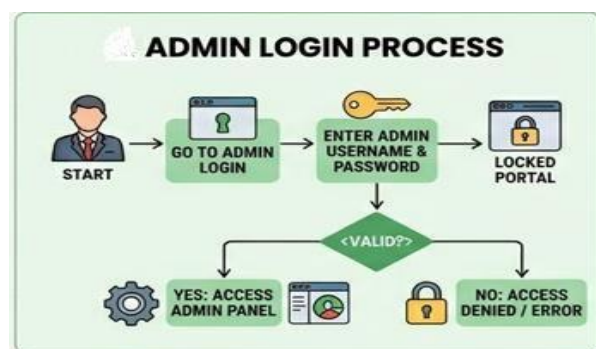 ADMIN LOGIN PROCESS
START
GO TO ADMIN
LOGIN
ENTER ADMIN
USERNAME &
PASSWORD
LOCKED
PORTAL
<VALID?>
YES: ACCESS
ADMIN PANEL
NO: ACCESS
DENIED / ERROR